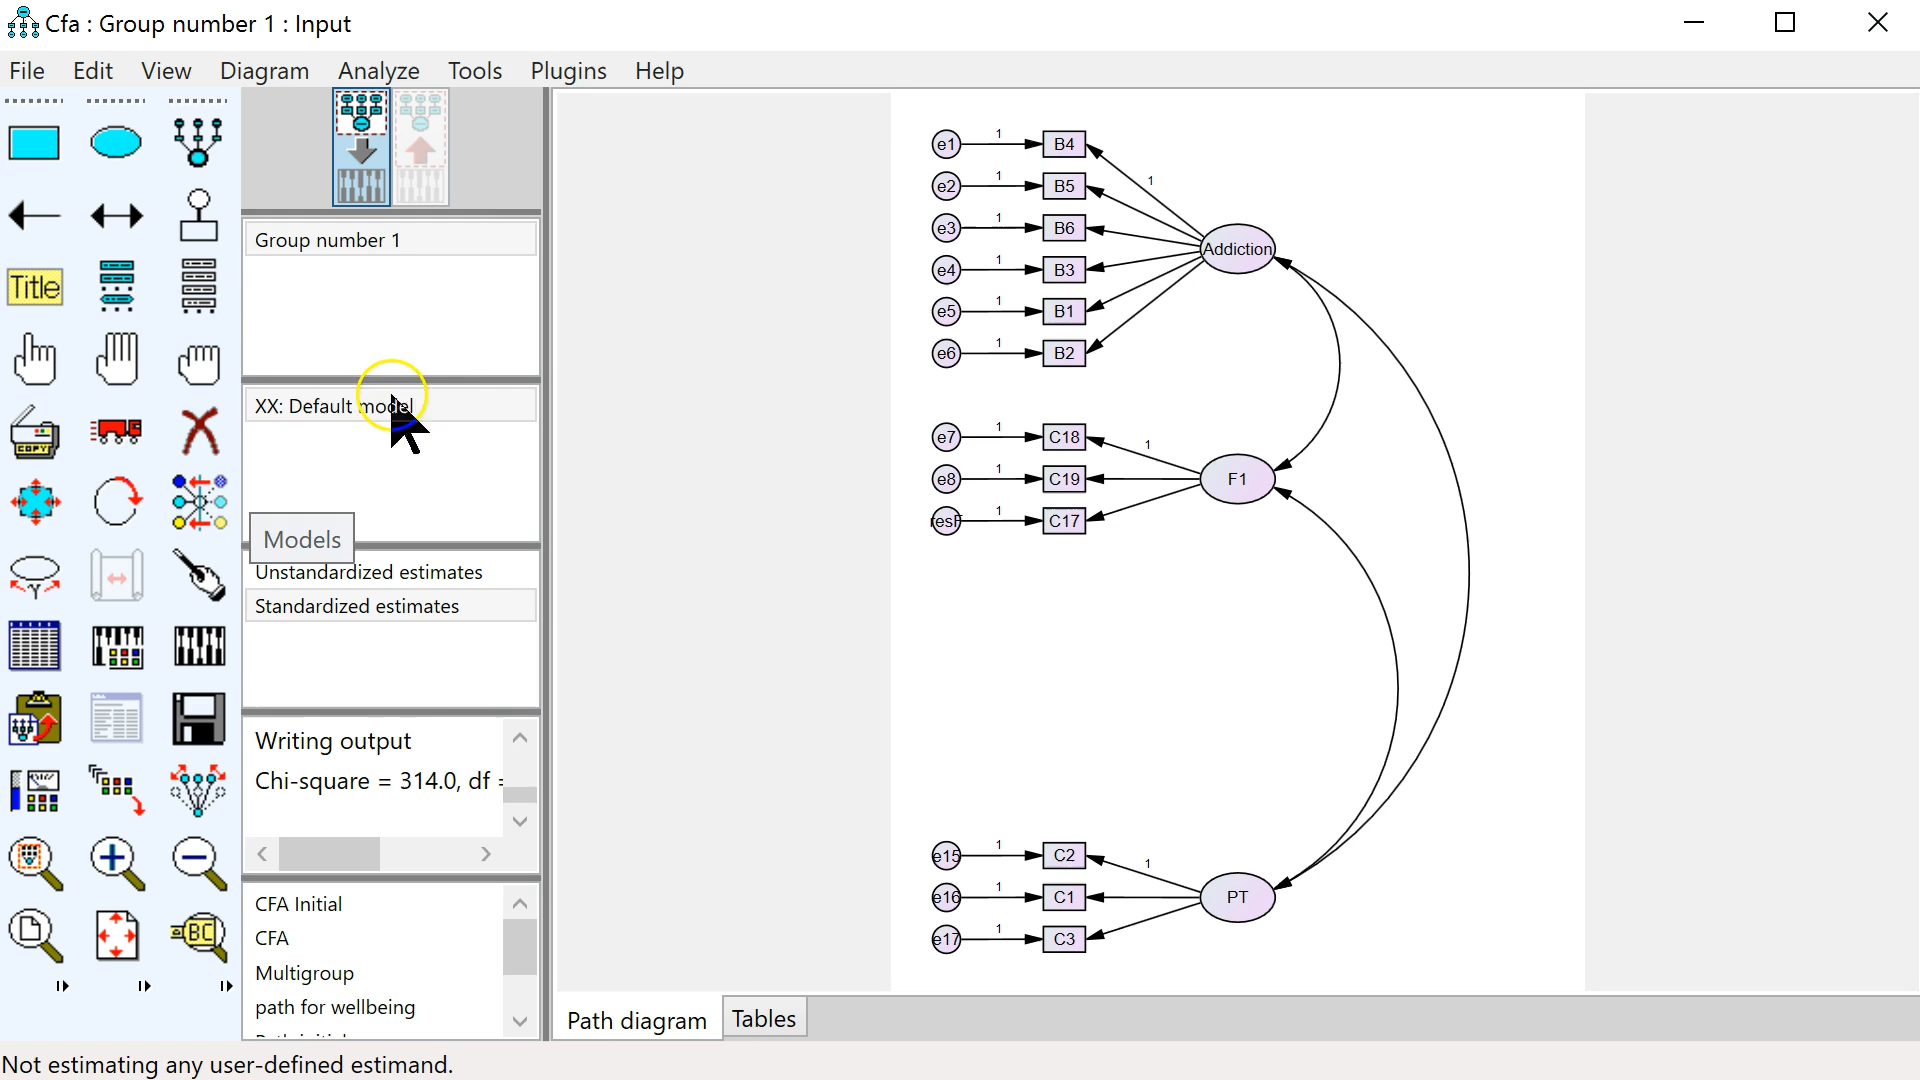 Cfa : Group number 1 : Input
File Edit View Diagram Analyze Tools Plugins Help
Title
COPY
BC
Group number 1
XX: Default model
Models
Unstandardized estimates
Standardized estimates
Writing output
Chi-square = 314.0, df =
CFA Initial
CFA
Multigroup
path for wellbeing
e1 1 B4
1
e2 1 B5
e3 1 B6
Addiction
e4 1 B3
e5 1 B1
e6 1 B2
e7 1 C18
1
e8 1 C19
F1
1 C17
e15 1 C2
1
e16 1 C1
PT
e17 1 C3
Path diagram Tables
Not estimating any user-defined estimand.